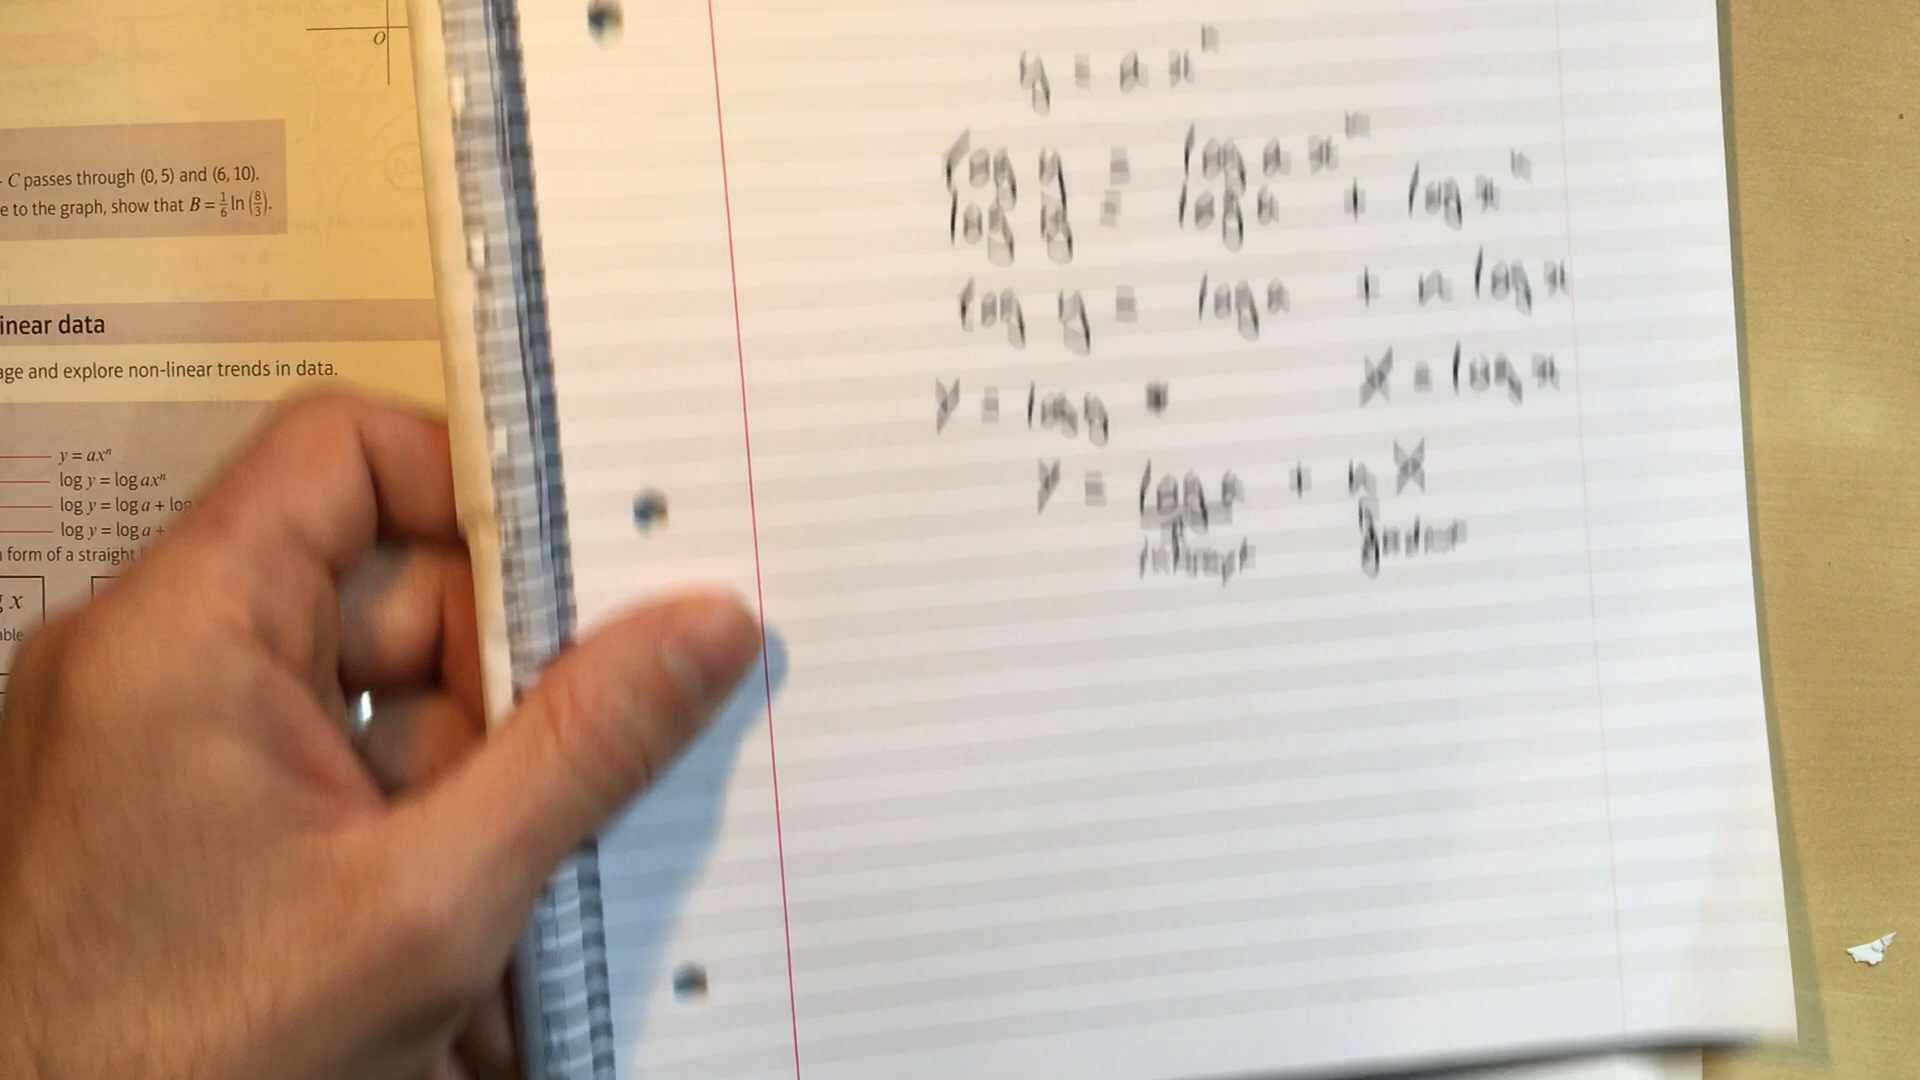 O
C passes through (0, 5) and (6, 10).
e to the graph, show that B = 1/6 ln (8/3).
inear data
age and explore non-linear trends in data.
y = axⁿ
log y = log axⁿ
log y = log a + log
log y = log a +
form of a straight
x
able
y = a xⁿ
log y = log a xⁿ
log y = log a + log xⁿ
log y = log a + n log x
Y = log y X = log x
Y = log a + n X
intercept gradient